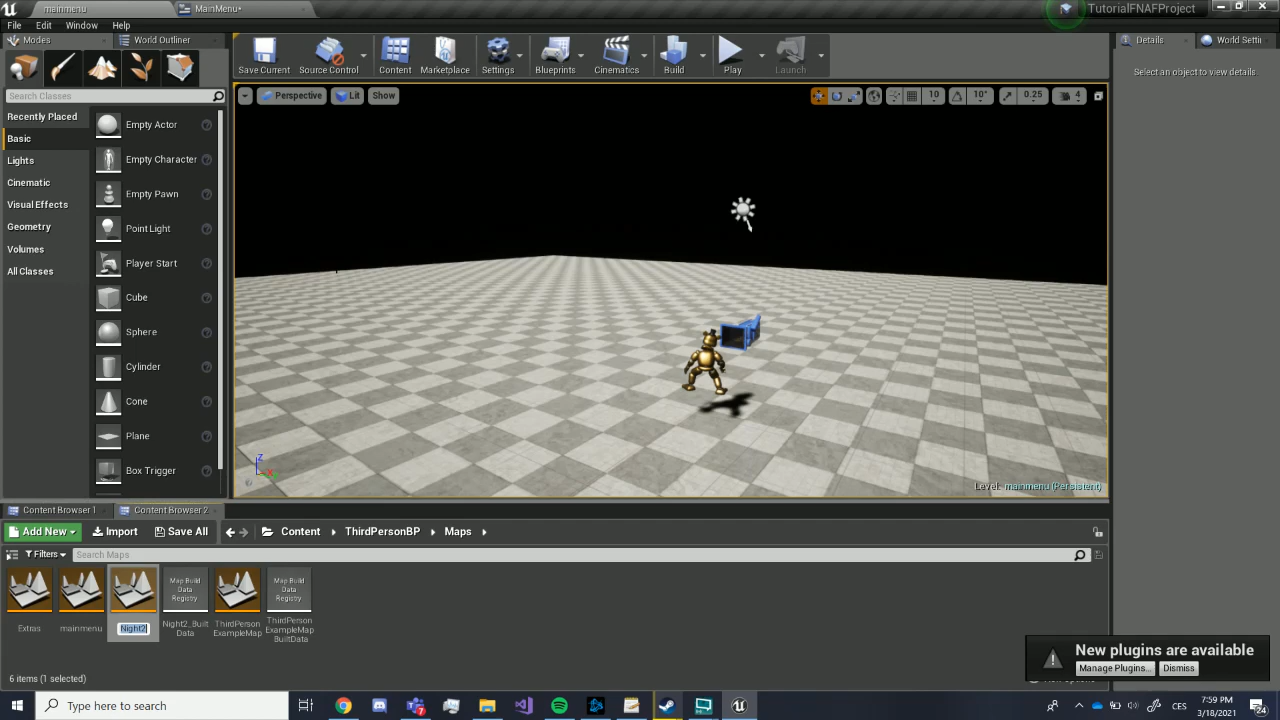 mainmenu
MainMenu*
TutorialFNAFProject
File Edit Window Help
Modes
World Outliner
Search Classes
Recently Placed
Basic
Lights
Cinematic
Visual Effects
Geometry
Volumes
All Classes
Empty Actor
Empty Character
Empty Pawn
Point Light
Player Start
Cube
Sphere
Cylinder
Cone
Plane
Box Trigger
Save Current
Source Control
Content
Marketplace
Settings
Blueprints
Cinematics
Build
Play
Launch
Perspective
Lit
Show
10
10°
0.25
4
Z
X
Level: mainmenu (Persistent)
Details
World Setti
Select an object to view details
Content Browser 1
Content Browser 2
Add New
Import
Save All
Content
ThirdPersonBP
Maps
Filters
Search Maps
Extras
mainmenu
Night2
Map Build
Data
Registry
Night2_Built
Data
ThirdPerson
ExampleMap
Map Build
Data
Registry
ThirdPerson
ExampleMap
BuiltData
6 items (1 selected)
New plugins are available
Manage Plugins...
Dismiss
Type here to search
7
CES
7:59 PM
3/18/2021